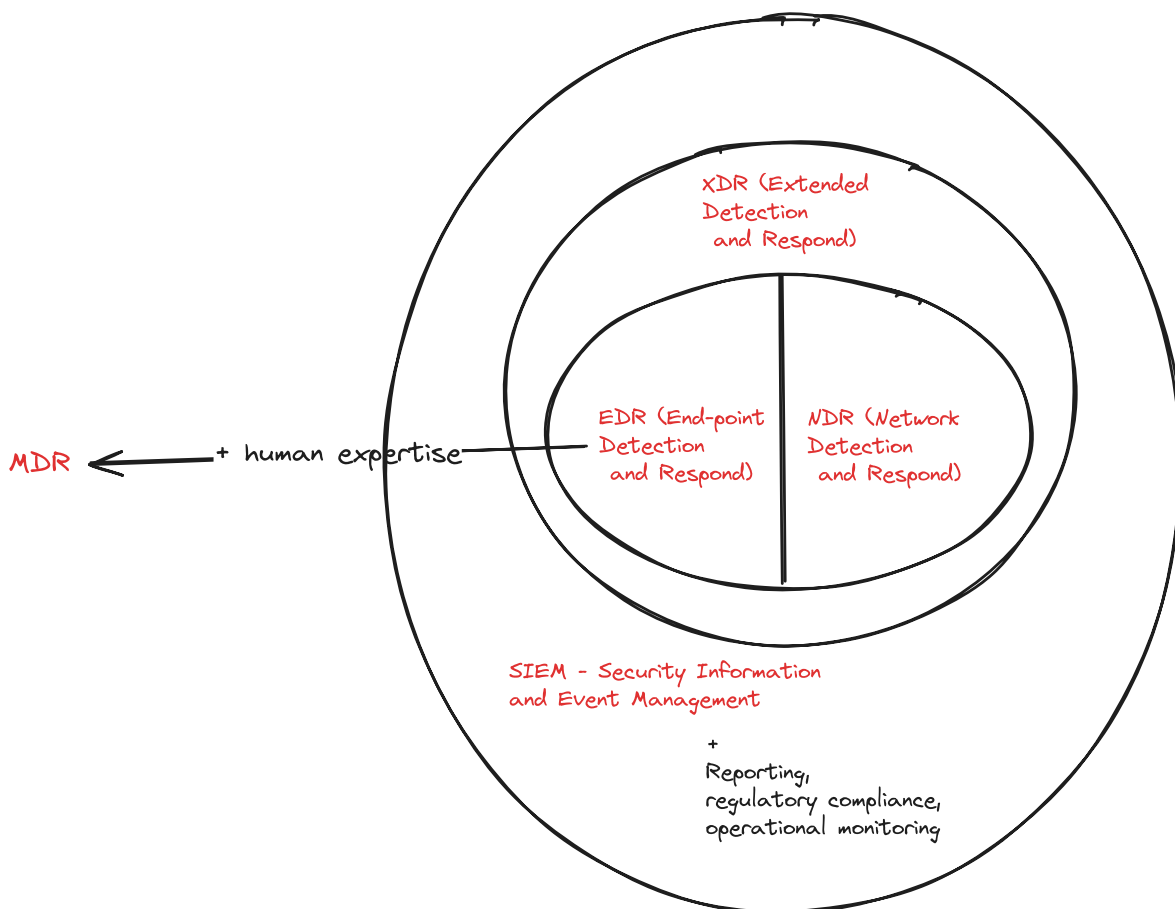 XDR (Extended
Detection
and Respond)
EDR (End-point
Detection
and Respond)
NDR (Network
Detection
and Respond)
MDR
+ human expertise
SIEM - Security Information
and Event Management
+
Reporting,
regulatory compliance,
operational monitoring